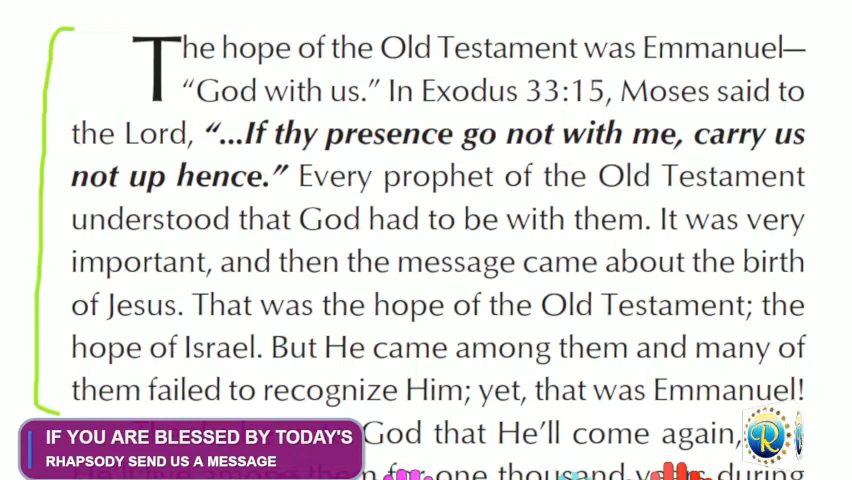 The hope of the Old Testament was Emmanuel—
“God with us.” In Exodus 33:15, Moses said to
the Lord, “...If thy presence go not with me, carry us
not up hence.” Every prophet of the Old Testament
understood that God had to be with them. It was very
important, and then the message came about the birth
of Jesus. That was the hope of the Old Testament; the
hope of Israel. But He came among them and many of
them failed to recognize Him; yet, that was Emmanuel!
God that He'll come again,
for one thousand years during
IF YOU ARE BLESSED BY TODAY'S
RHAPSODY SEND US A MESSAGE
R